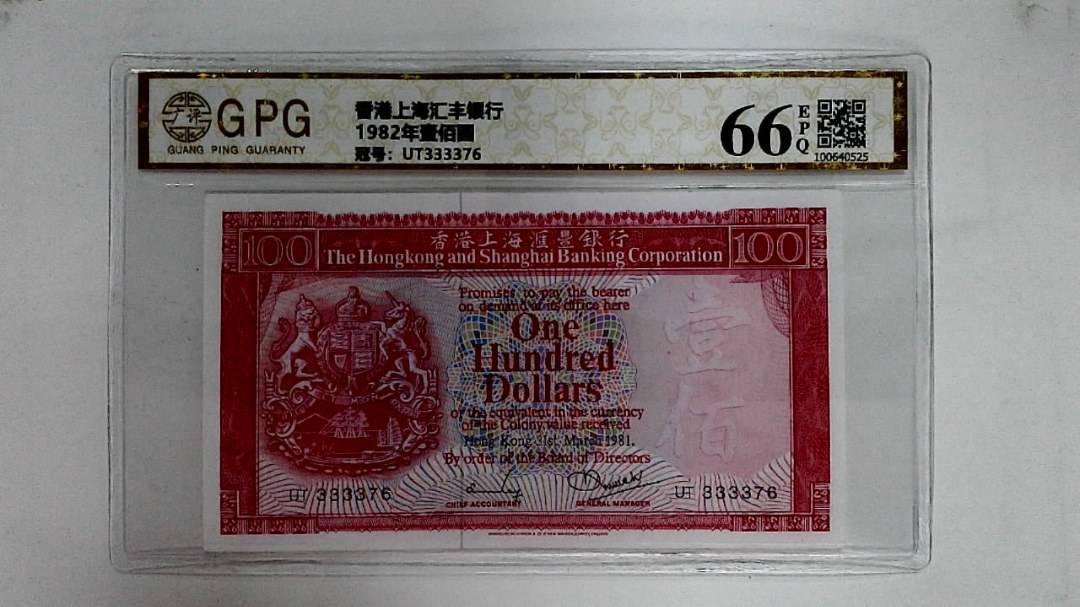 广评
GPG
GUANG PING GUARANTY
香港上海汇丰银行
1982年壹佰圆
冠号：UT333376
66
EPQ
100640525
100
香港上海滙豐銀行
100
The Hongkong and Shanghai Banking Corporation
Promises to pay the bearer
on demand at its office here
One
Hundred
Dollars
or the equivalent in the currency
of the Colony value received
Hong Kong 31st March 1981.
By order of the Board of Directors
壹佰
UT 333376
CHIEF ACCOUNTANT
GENERAL MANAGER
UT 333376